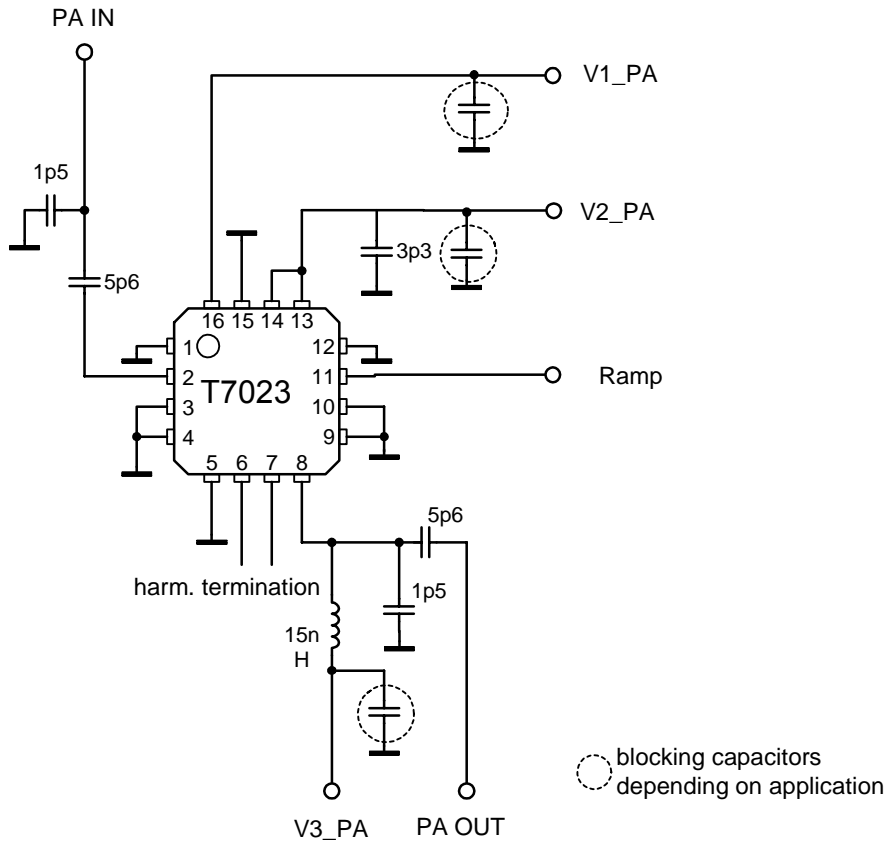 PA IN
V1_PA
1p5
V2_PA
3p3
5p6
16 15 14 13
1
12
2
T7023
11
Ramp
3
10
4
9
5 6 7 8
5p6
harm. termination
1p5
15n
H
blocking capacitors
depending on application
V3_PA
PA OUT